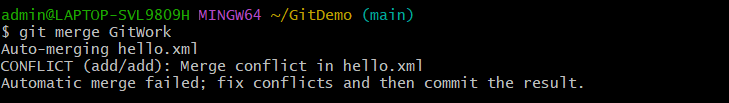 admin@LAPTOP-SVL98O9H MINGW64 ~/GitDemo (main)
$ git merge GitWork
Auto-merging hello.xml
CONFLICT (add/add): Merge conflict in hello.xml
Automatic merge failed; fix conflicts and then commit the result.